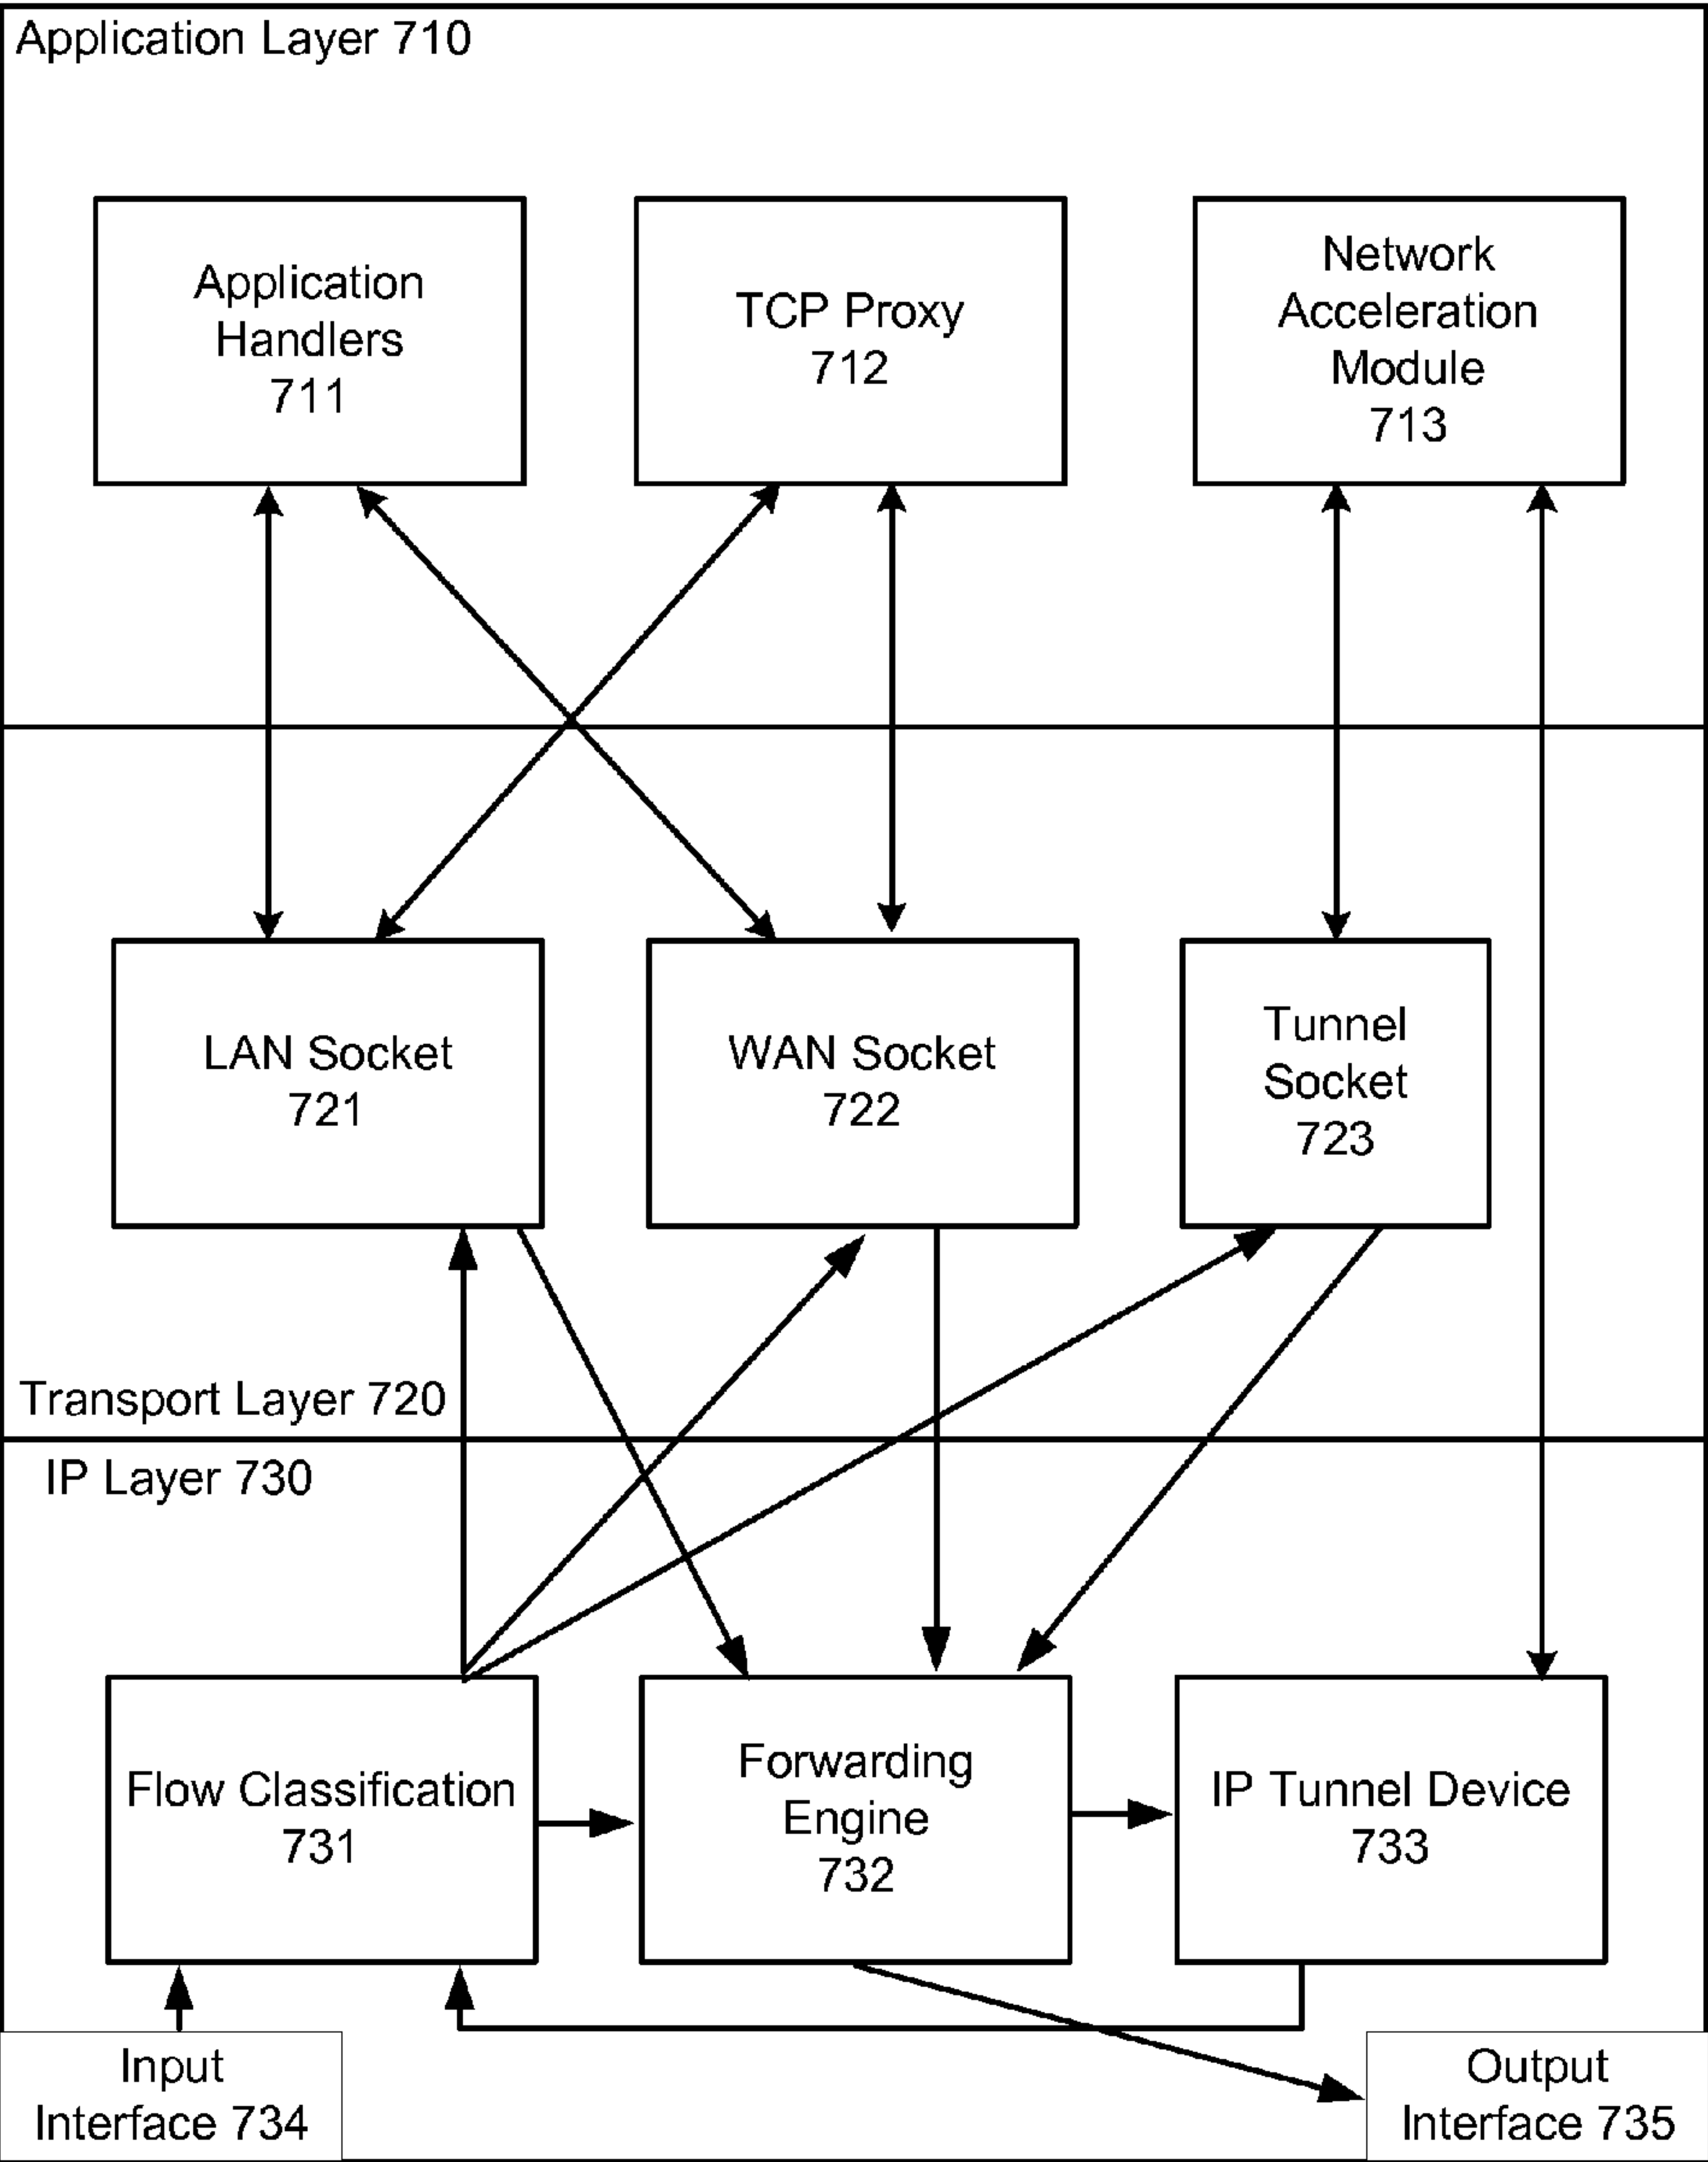 Application Layer 710
Application
Handlers
711
TCP Proxy
712
Network
Acceleration
Module
713
LAN Socket
721
WAN Socket
722
Tunnel
Socket
723
Transport Layer 720
IP Layer 730
Flow Classification
731
Forwarding
Engine
732
IP Tunnel Device
733
Input
Interface 734
Output
Interface 735